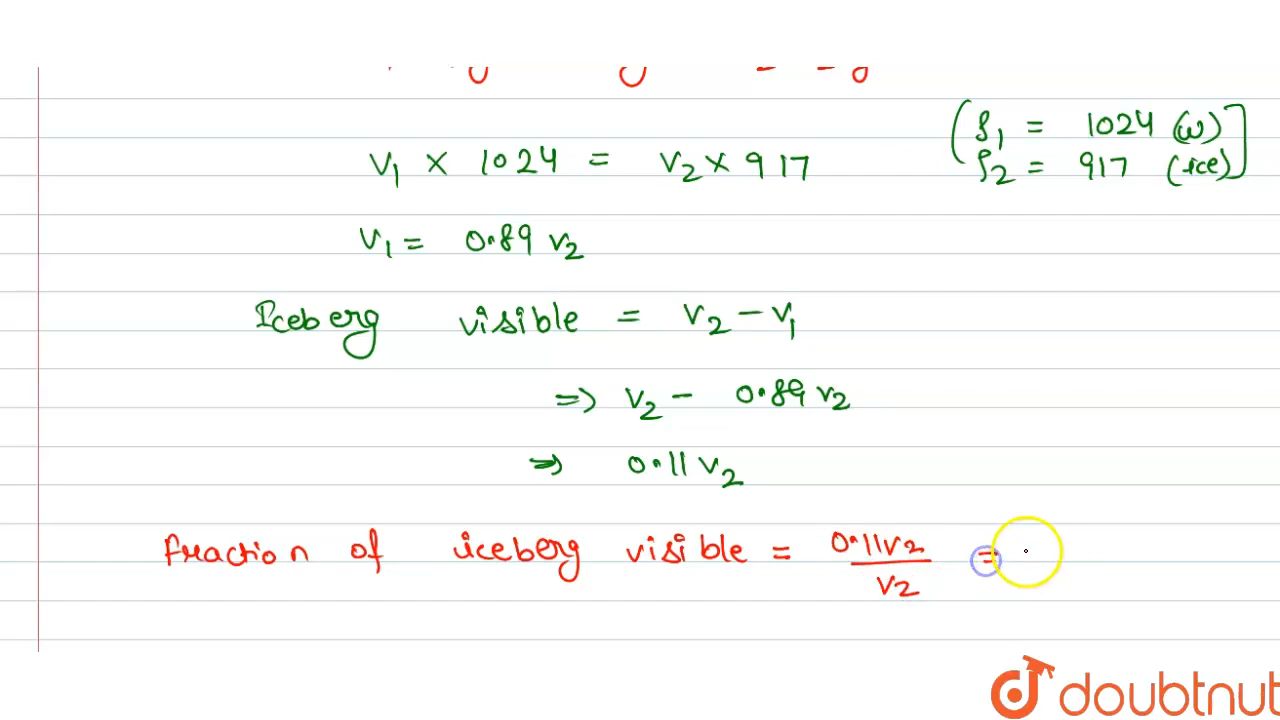 (ρ1 = 1024 (w)
V1 × 1024 = V2 × 917
ρ2 = 917 (ice)]
V1 = 0.89 V2
Iceberg visible = V2 - V1
=> V2 - 0.89 V2
=> 0.11 V2
fraction of iceberg visible = 0.11V2 / V2 =
doubtnut